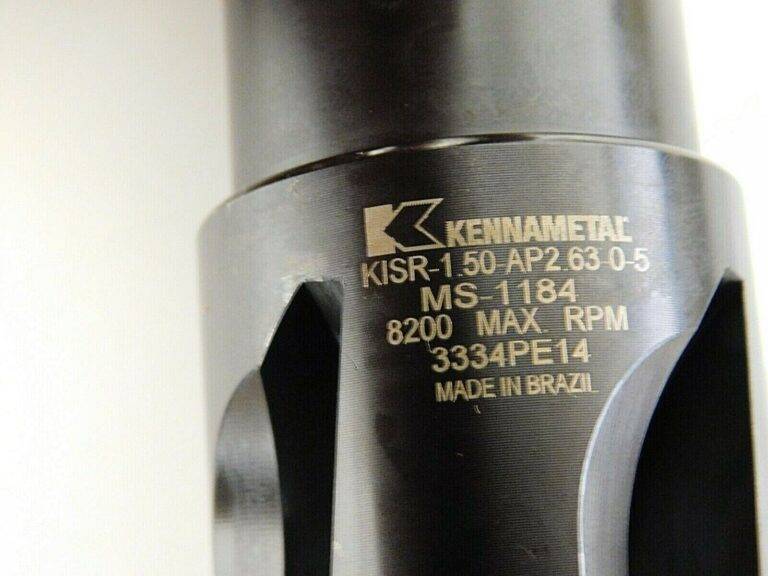 KENNAMETAL
KISR-1.50 AP2.63-0-5
MS-1184
8200 MAX. RPM
3334PE14
MADE IN BRAZIL